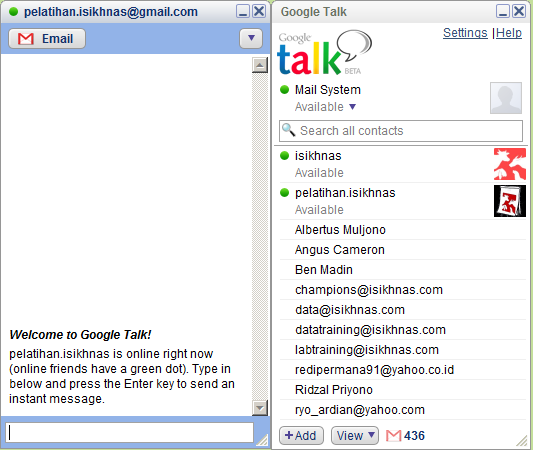 pelatihan.isikhnas@gmail.com
Email
Welcome to Google Talk!
pelatihan.isikhnas is online right now
(online friends have a green dot). Type in
below and press the Enter key to send an
instant message.
Google Talk
Settings | Help
Google
talk
BETA
Mail System
Available
Search all contacts
isikhnas
Available
pelatihan.isikhnas
Available
Albertus Muljono
Angus Cameron
Ben Madin
champions@isikhnas.com
data@isikhnas.com
datatraining@isikhnas.com
labtraining@isikhnas.com
redipermana91@yahoo.co.id
Ridzal Priyono
ryo_ardian@yahoo.com
+ Add View 436